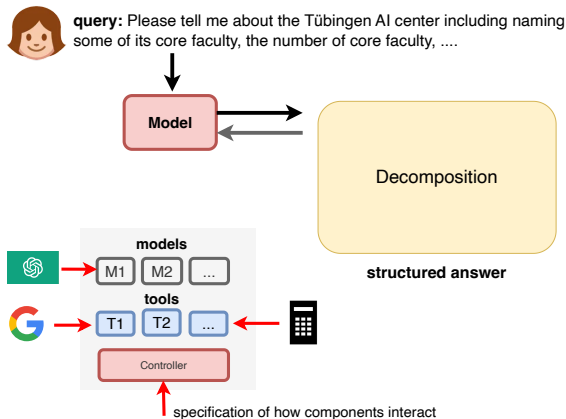 query: Please tell me about the Tübingen AI center including naming
some of its core faculty, the number of core faculty, ....
Model
Decomposition
structured answer
models
M1 M2 ...
tools
T1 T2 ...
Controller
specification of how components interact